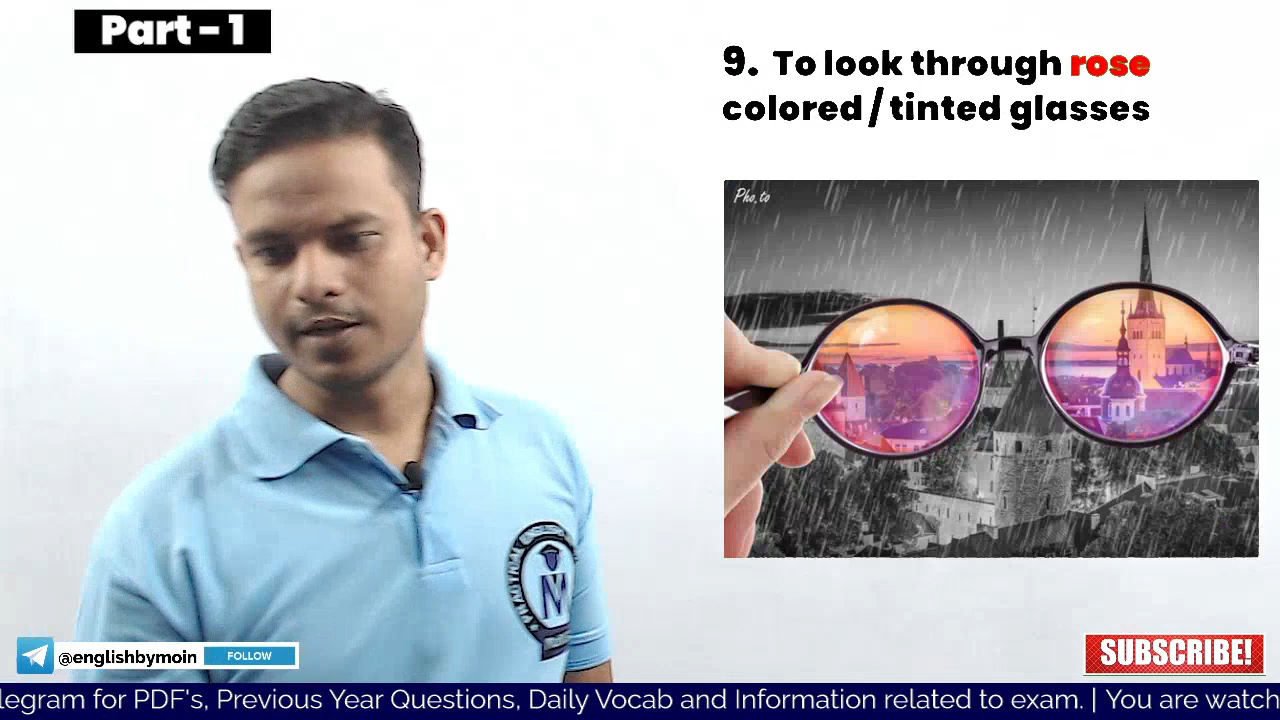 Part - 1
9. To look through rose
colored / tinted glasses
Pho.to
@englishbymoin
FOLLOW
SUBSCRIBE!
legram for PDF's, Previous Year Questions, Daily Vocab and Information related to exam. | You are watch